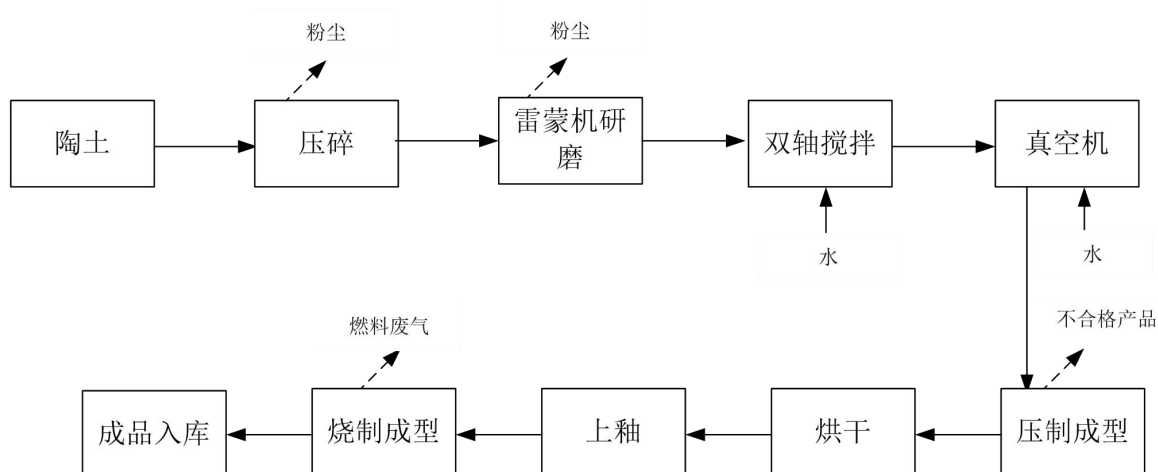 粉尘
粉尘
陶土
压碎
雷蒙机研
磨
双轴搅拌
真空机
水
水
燃料废气
不合格产品
成品入库
烧制成型
上釉
烘干
压制成型